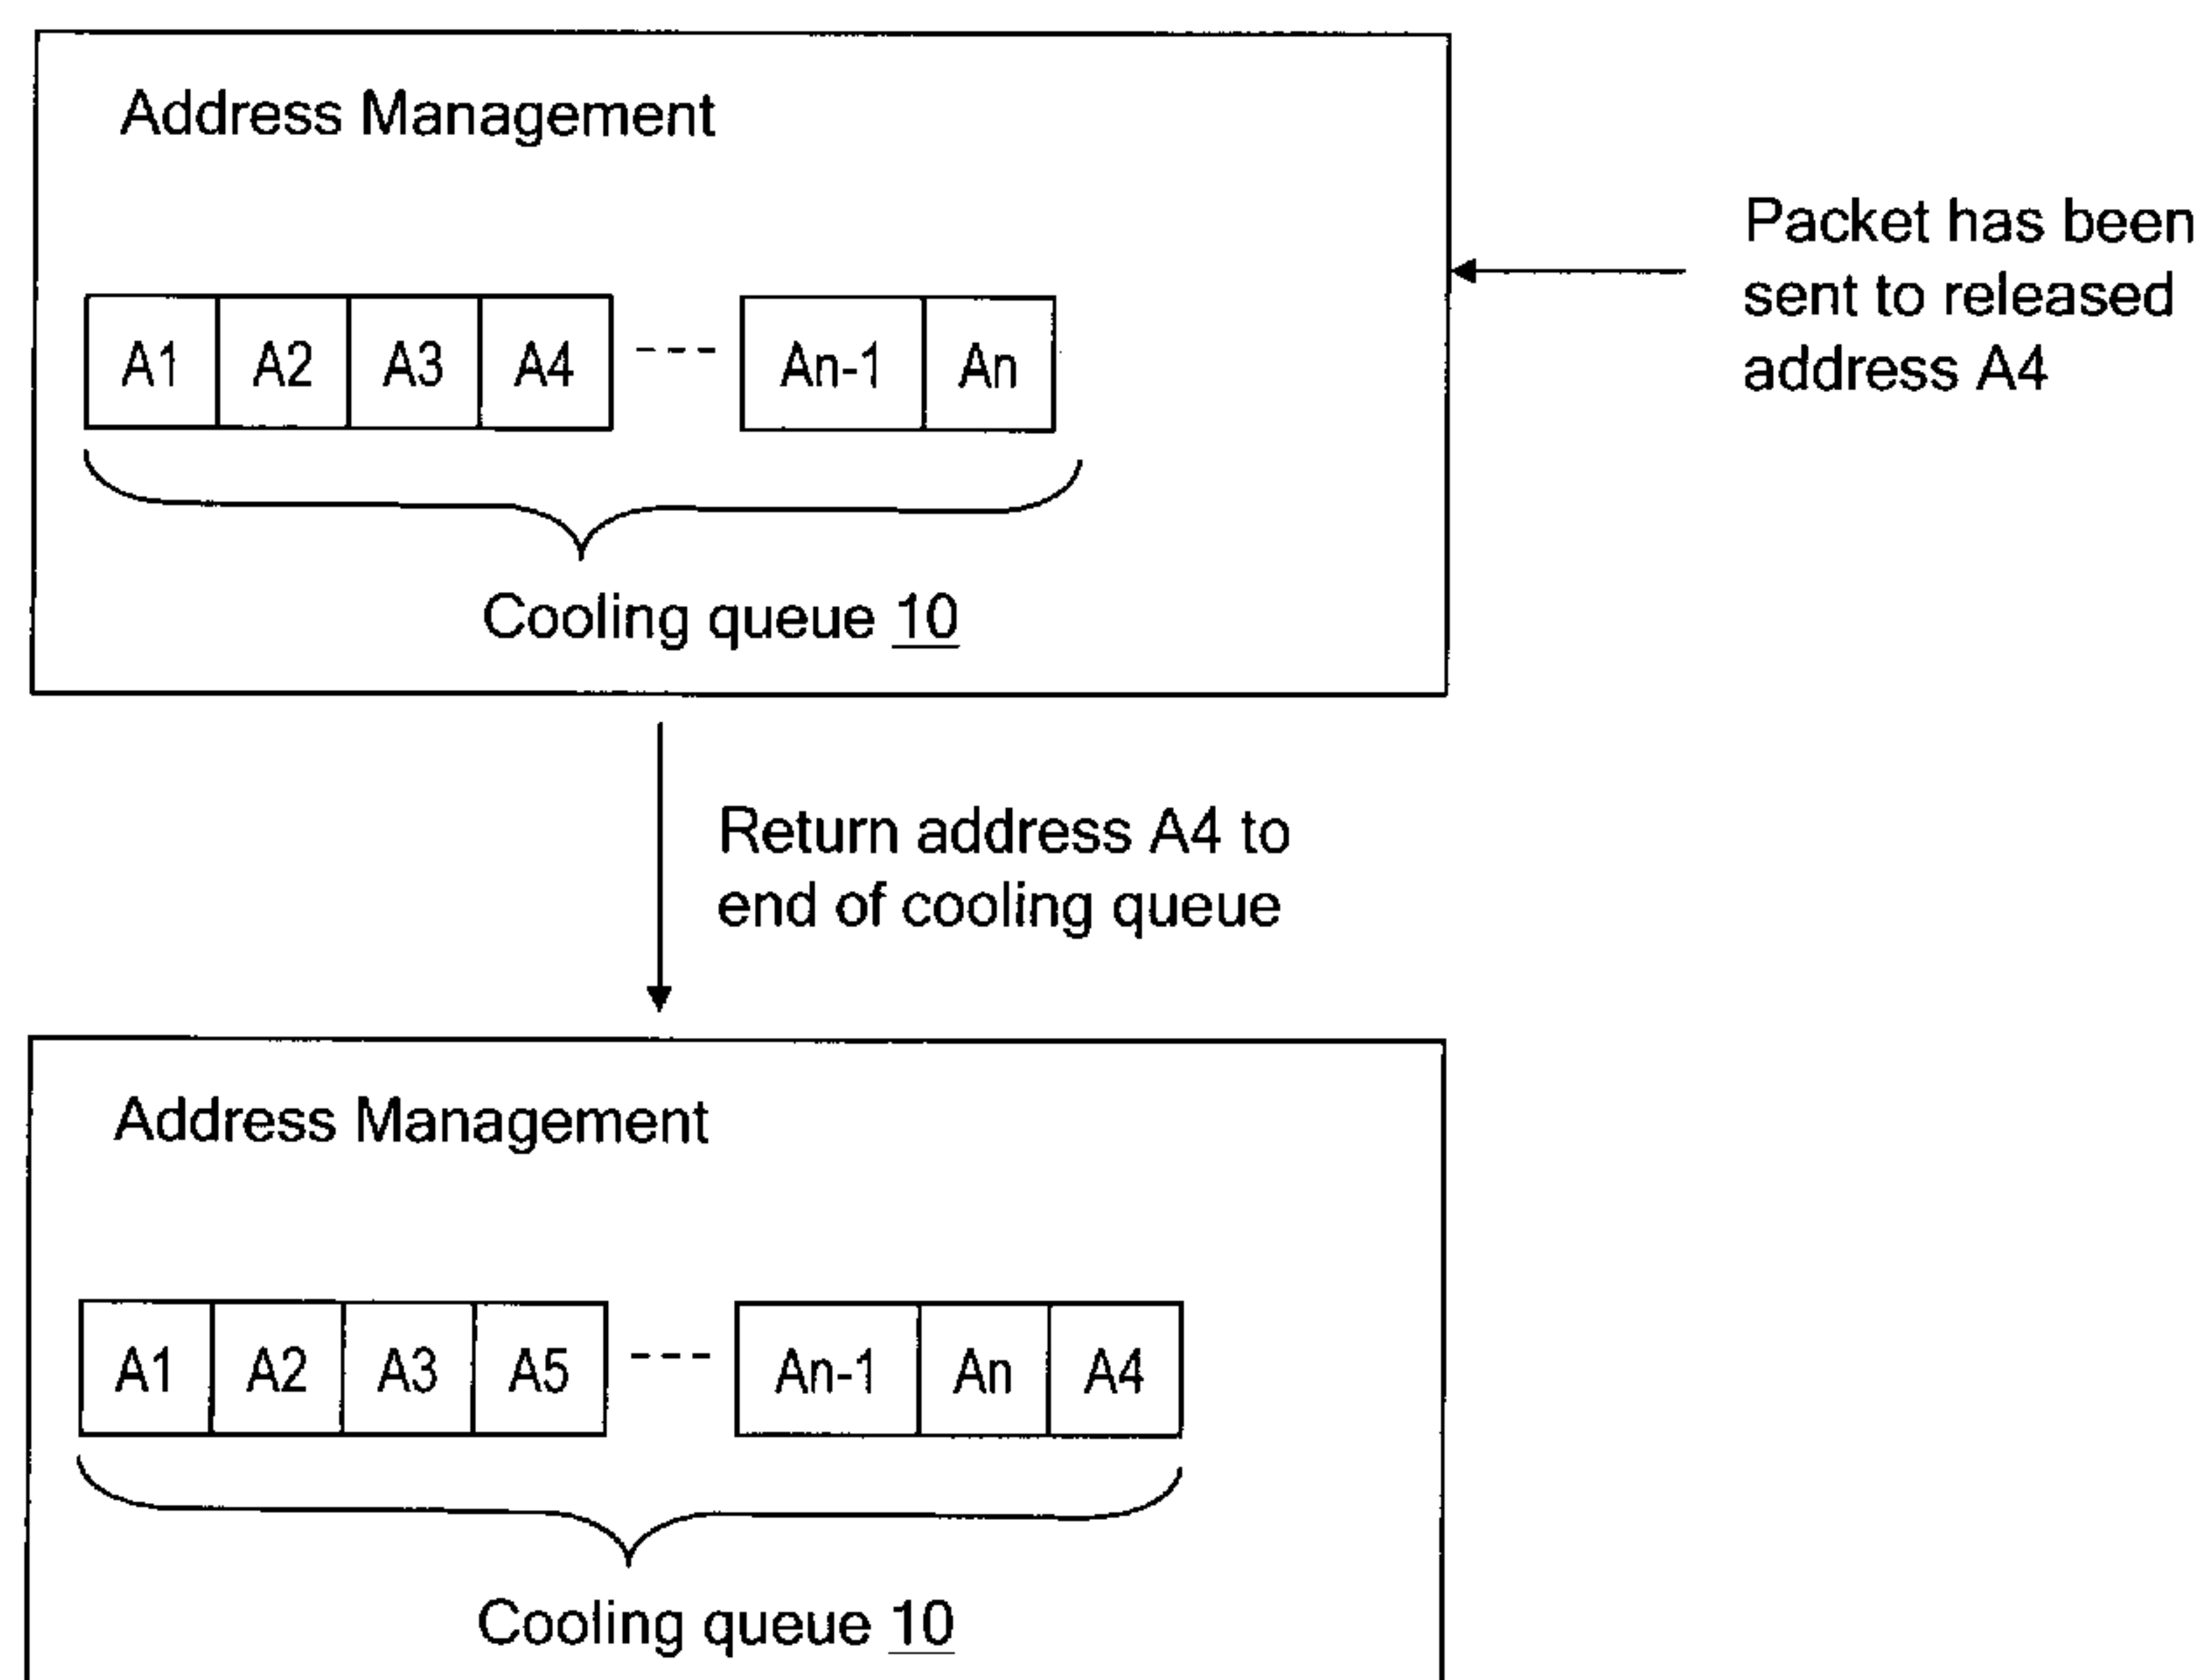 Address Management
Packet has been
sent to released
address A4
A1 A2 A3 A4 --- An-1 An
Cooling queue 10
Return address A4 to
end of cooling queue
Address Management
A1 A2 A3 A5 --- An-1 An A4
Cooling queue 10